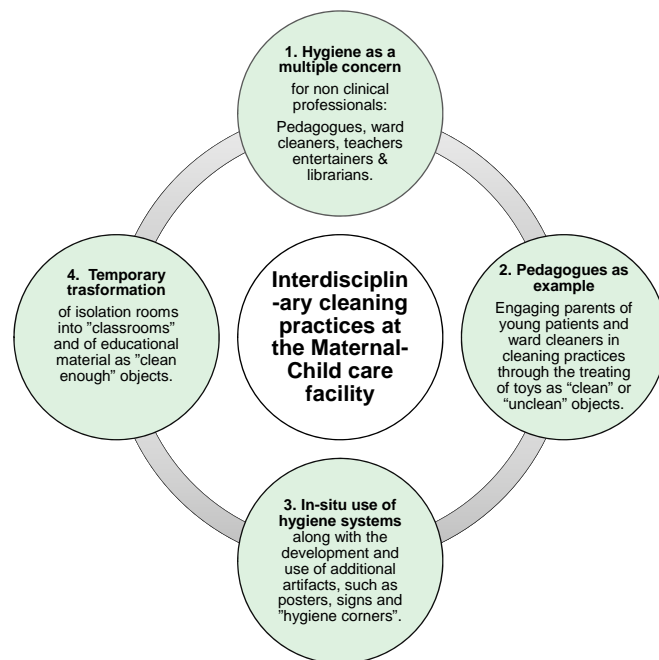 1. Hygiene as a
multiple concern
for non clinical
professionals:
Pedagogues, ward
cleaners, teachers
entertainers &
librarians.
2. Pedagogues as
example
Engaging parents of
young patients and
ward cleaners in
cleaning practices
through the treating
of toys as “clean” or
“unclean” objects.
3. In-situ use of
hygiene systems
along with the
development and
use of additional
artifacts, such as
posters, signs and
”hygiene corners”.
4. Temporary
trasformation
of isolation rooms
into ”classrooms”
and of educational
material as ”clean
enough” objects.
Interdisciplin
-ary cleaning
practices at
the Maternal-
Child care
facility